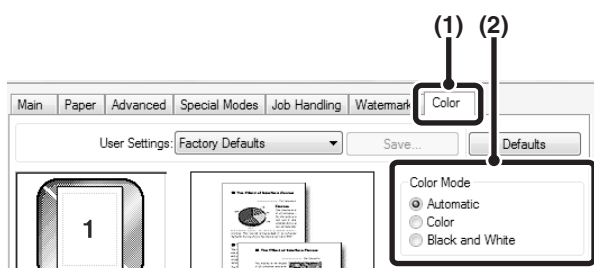 (1) (2)
Main Paper Advanced Special Modes Job Handling Watermark Color
User Settings: Factory Defaults Save... Defaults
Color Mode
Automatic
Color
Black and White
1